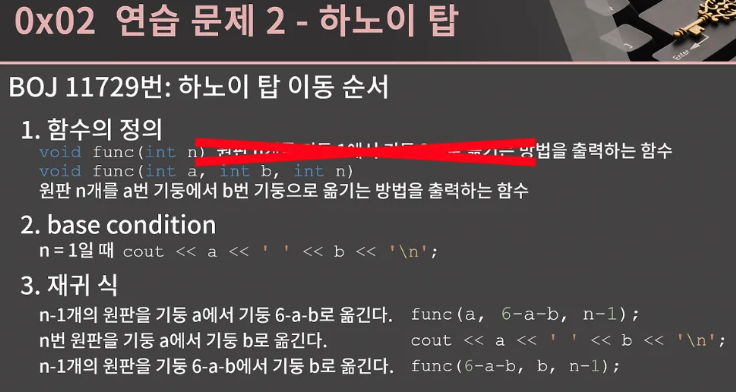 0x02 연습 문제 2 - 하노이 탑
Enter
BOJ 11729번: 하노이 탑 이동 순서
1. 함수의 정의
void func(int n) 방법을 출력하는 함수
void func(int a, int b, int n)
원판 n개를 a번 기둥에서 b번 기둥으로 옮기는 방법을 출력하는 함수
2. base condition
n = 1일 때 cout << a << ' ' << b << '\n';
3. 재귀 식
n-1개의 원판을 기둥 a에서 기둥 6-a-b로 옮긴다. func(a, 6-a-b, n-1);
n번 원판을 기둥 a에서 기둥 b로 옮긴다. cout << a << ' ' << b << '\n';
n-1개의 원판을 기둥 6-a-b에서 기둥 b로 옮긴다. func(6-a-b, b, n-1);